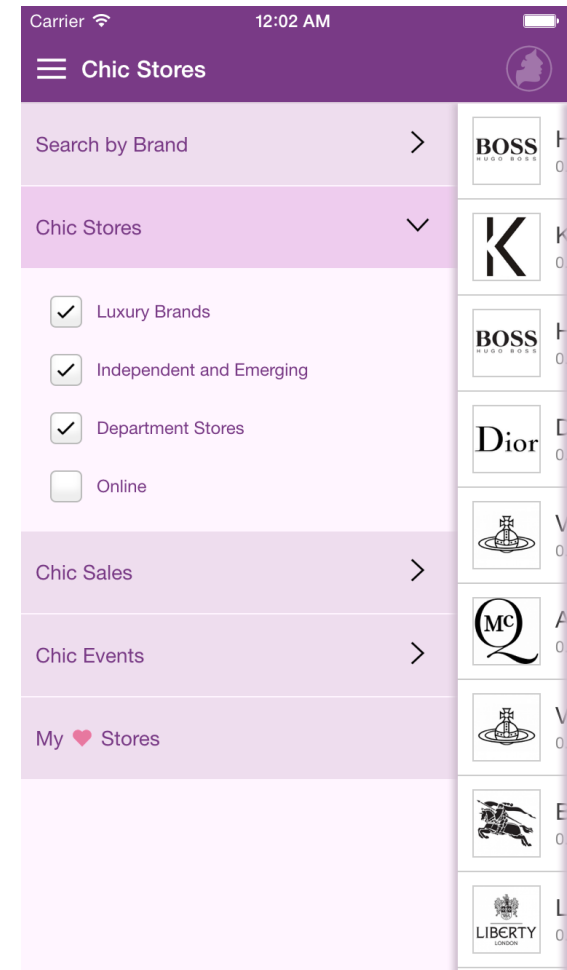 Carrier 12:02 AM
Chic Stores
Search by Brand
Chic Stores
Luxury Brands
Independent and Emerging
Department Stores
Online
Chic Sales
Chic Events
My ♥ Stores
BOSS
HUGO BOSS
K
BOSS
HUGO BOSS
Dior
McQ
LIBERTY
LONDON